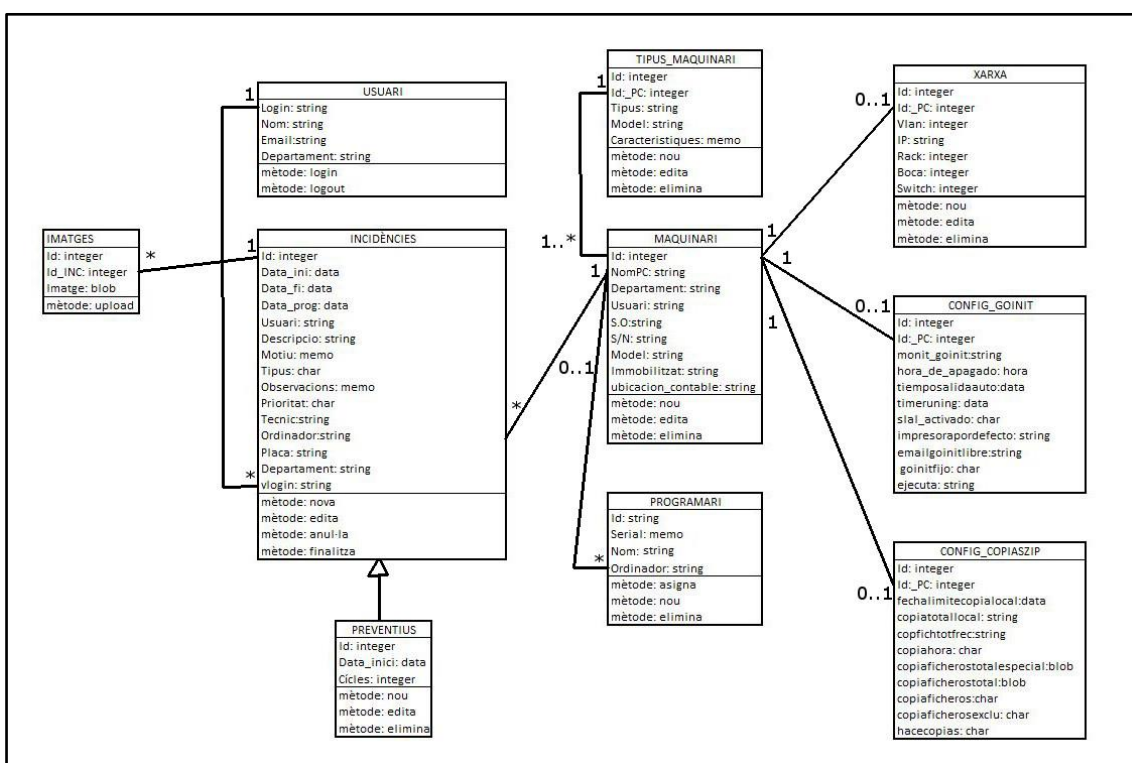 USUARI
1
Login: string
Nom: string
Email:string
Departament: string
mètode: login
mètode: logout
IMATGES
Id: integer
Id_INC: integer
Imatge: blob
mètode: upload
*
1
INCIDÈNCIES
Id: integer
Data_ini: data
Data_fi: data
Data_prog: data
Usuari: string
Descripcio: string
Motiu: memo
Tipus: char
Observacions: memo
Prioritat: char
Tecnic:string
Ordinador:string
Placa: string
Departament: string
vlogin: string
mètode: nova
mètode: edita
mètode: anul·la
mètode: finalitza
*
*
PREVENTIUS
Id: integer
Data_inici: data
Cícles: integer
mètode: nou
mètode: edita
mètode: elimina
TIPUS_MAQUINARI
1
Id: integer
Id:_PC: integer
Tipus: string
Model: string
Caracteristiques: memo
mètode: nou
mètode: edita
mètode: elimina
1..*
MAQUINARI
1
0..1
Id: integer
NomPC: string
Departament: string
Usuari: string
S.O:string
S/N: string
Model: string
Immobilitzat: string
ubicacion_contable: string
mètode: nou
mètode: edita
mètode: elimina
1
1
1
PROGRAMARI
Id: string
Serial: memo
Nom: string
Ordinador: string
mètode: asigna
mètode: nou
mètode: elimina
*
XARXA
0..1
Id: integer
Id:_PC: integer
Vlan: integer
IP: string
Rack: integer
Boca: integer
Switch: integer
mètode: nou
mètode: edita
mètode: elimina
CONFIG_GOINIT
0..1
Id: integer
Id:_PC: integer
monit_goinit:string
hora_de_apagado: hora
tiemposalidaauto:data
timeruning: data
slal_activado: char
impresorapordefecto: string
emailgoinitlibre:string
goinitfijo: char
ejecuta: string
CONFIG_COPIASZIP
0..1
Id: integer
Id:_PC: integer
fechalimitecopialocal:data
copiatotallocal: string
copfichtotfrec:string
copiahora: char
copiaficherostotalespecial:blob
copiaficherostotal:blob
copiaficheros:char
copiaficherosexclu: char
hacecopias: char